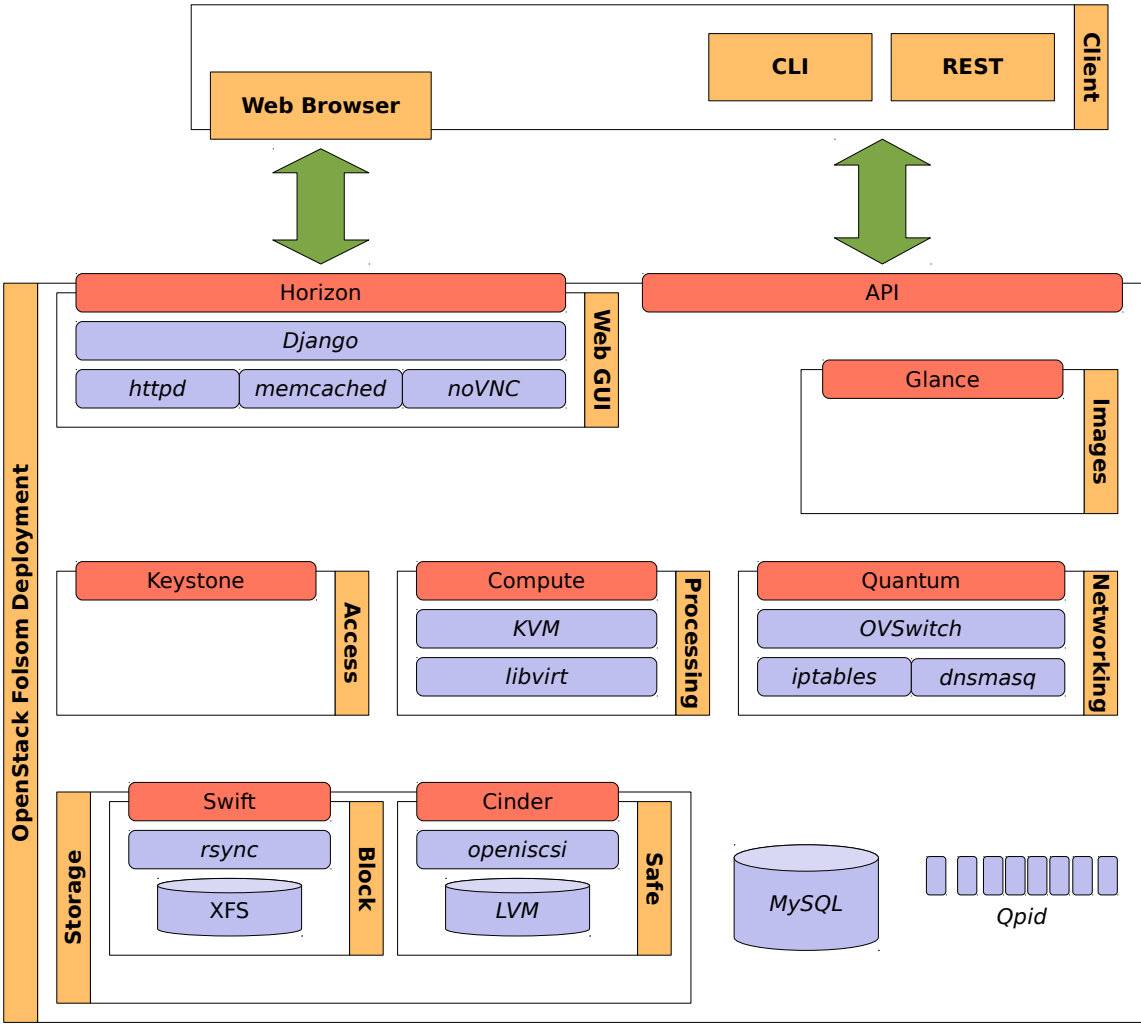 Client
CLI
REST
Web Browser
OpenStack Folsom Deployment
Horizon
API
Django
httpd
memcached
noVNC
Web GUI
Glance
Images
Keystone
Access
Compute
KVM
libvirt
Processing
Quantum
OVSwitch
iptables
dnsmasq
Networking
Storage
Swift
rsync
XFS
Block
Cinder
openiscsi
LVM
Safe
MySQL
Qpid